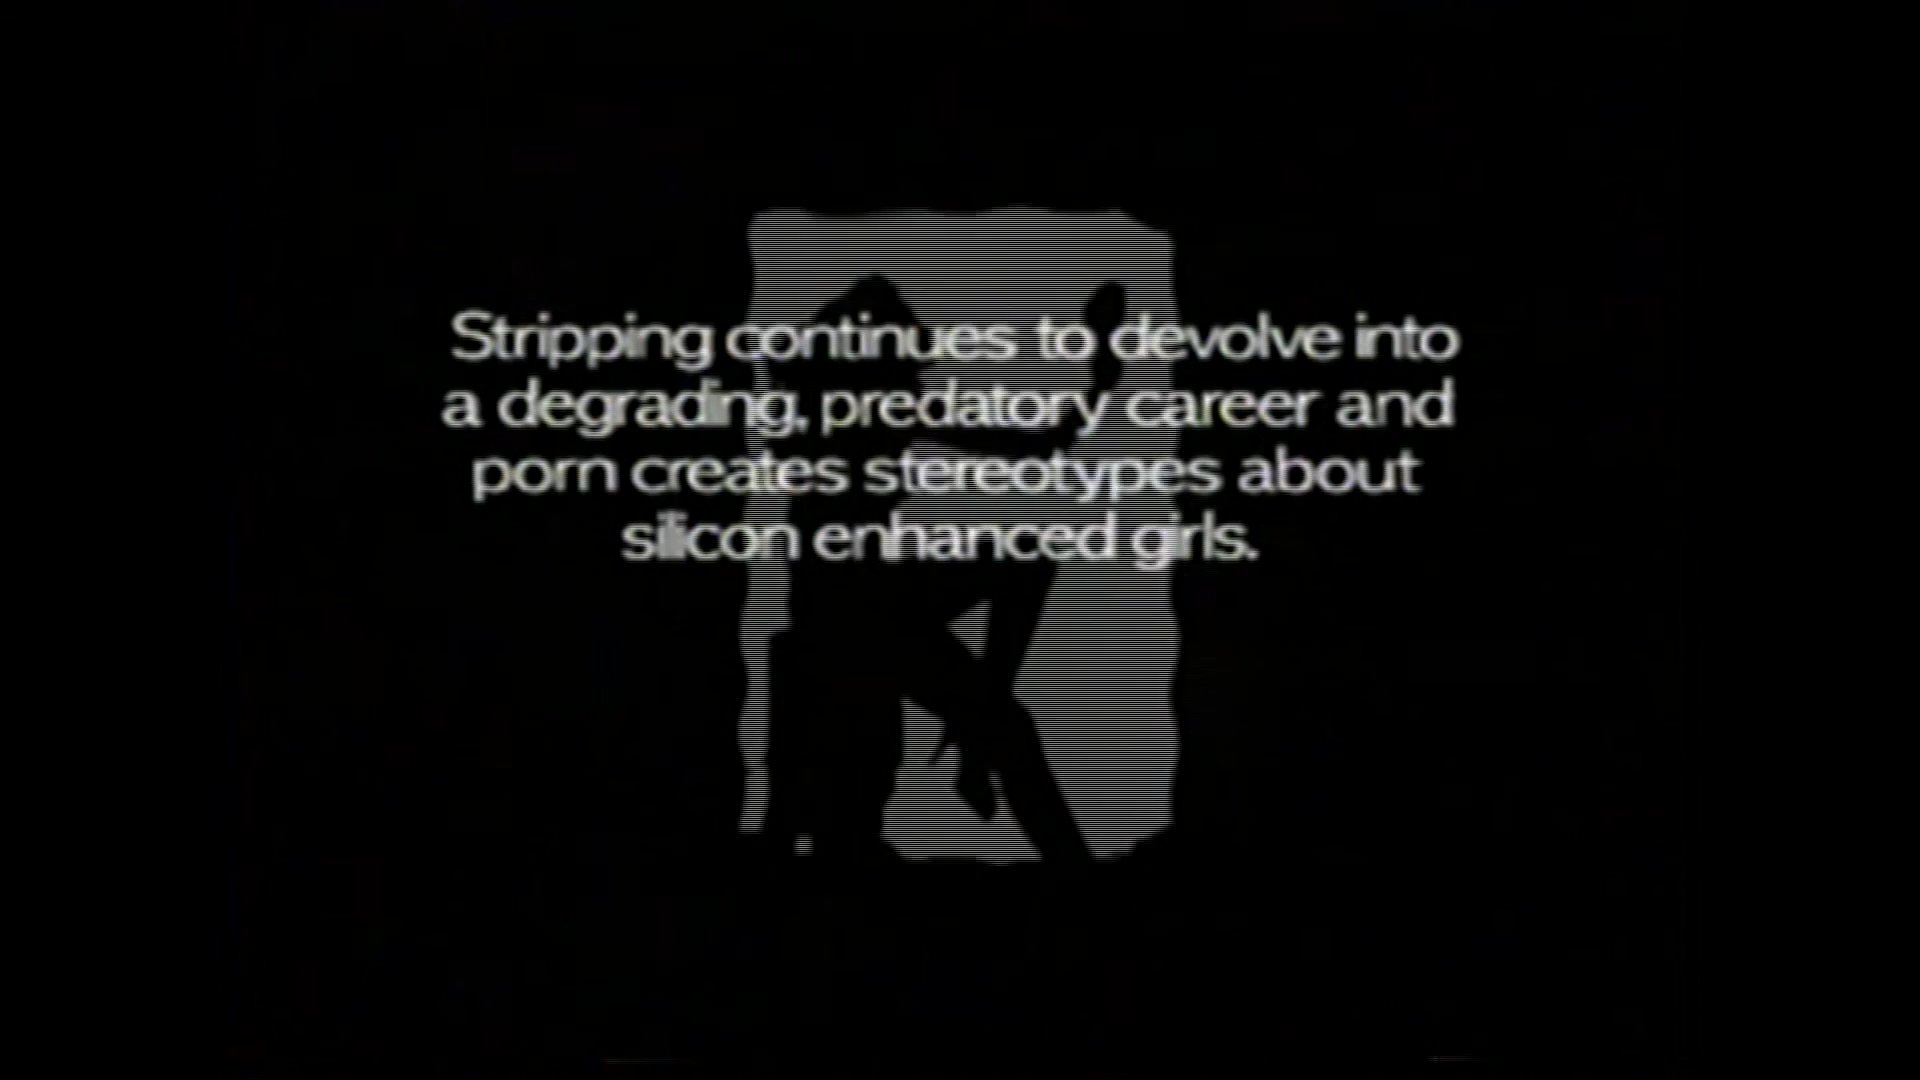 Stripping continues to devolve into
a degrading, predatory career and
porn creates stereotypes about
silicon enhanced girls.